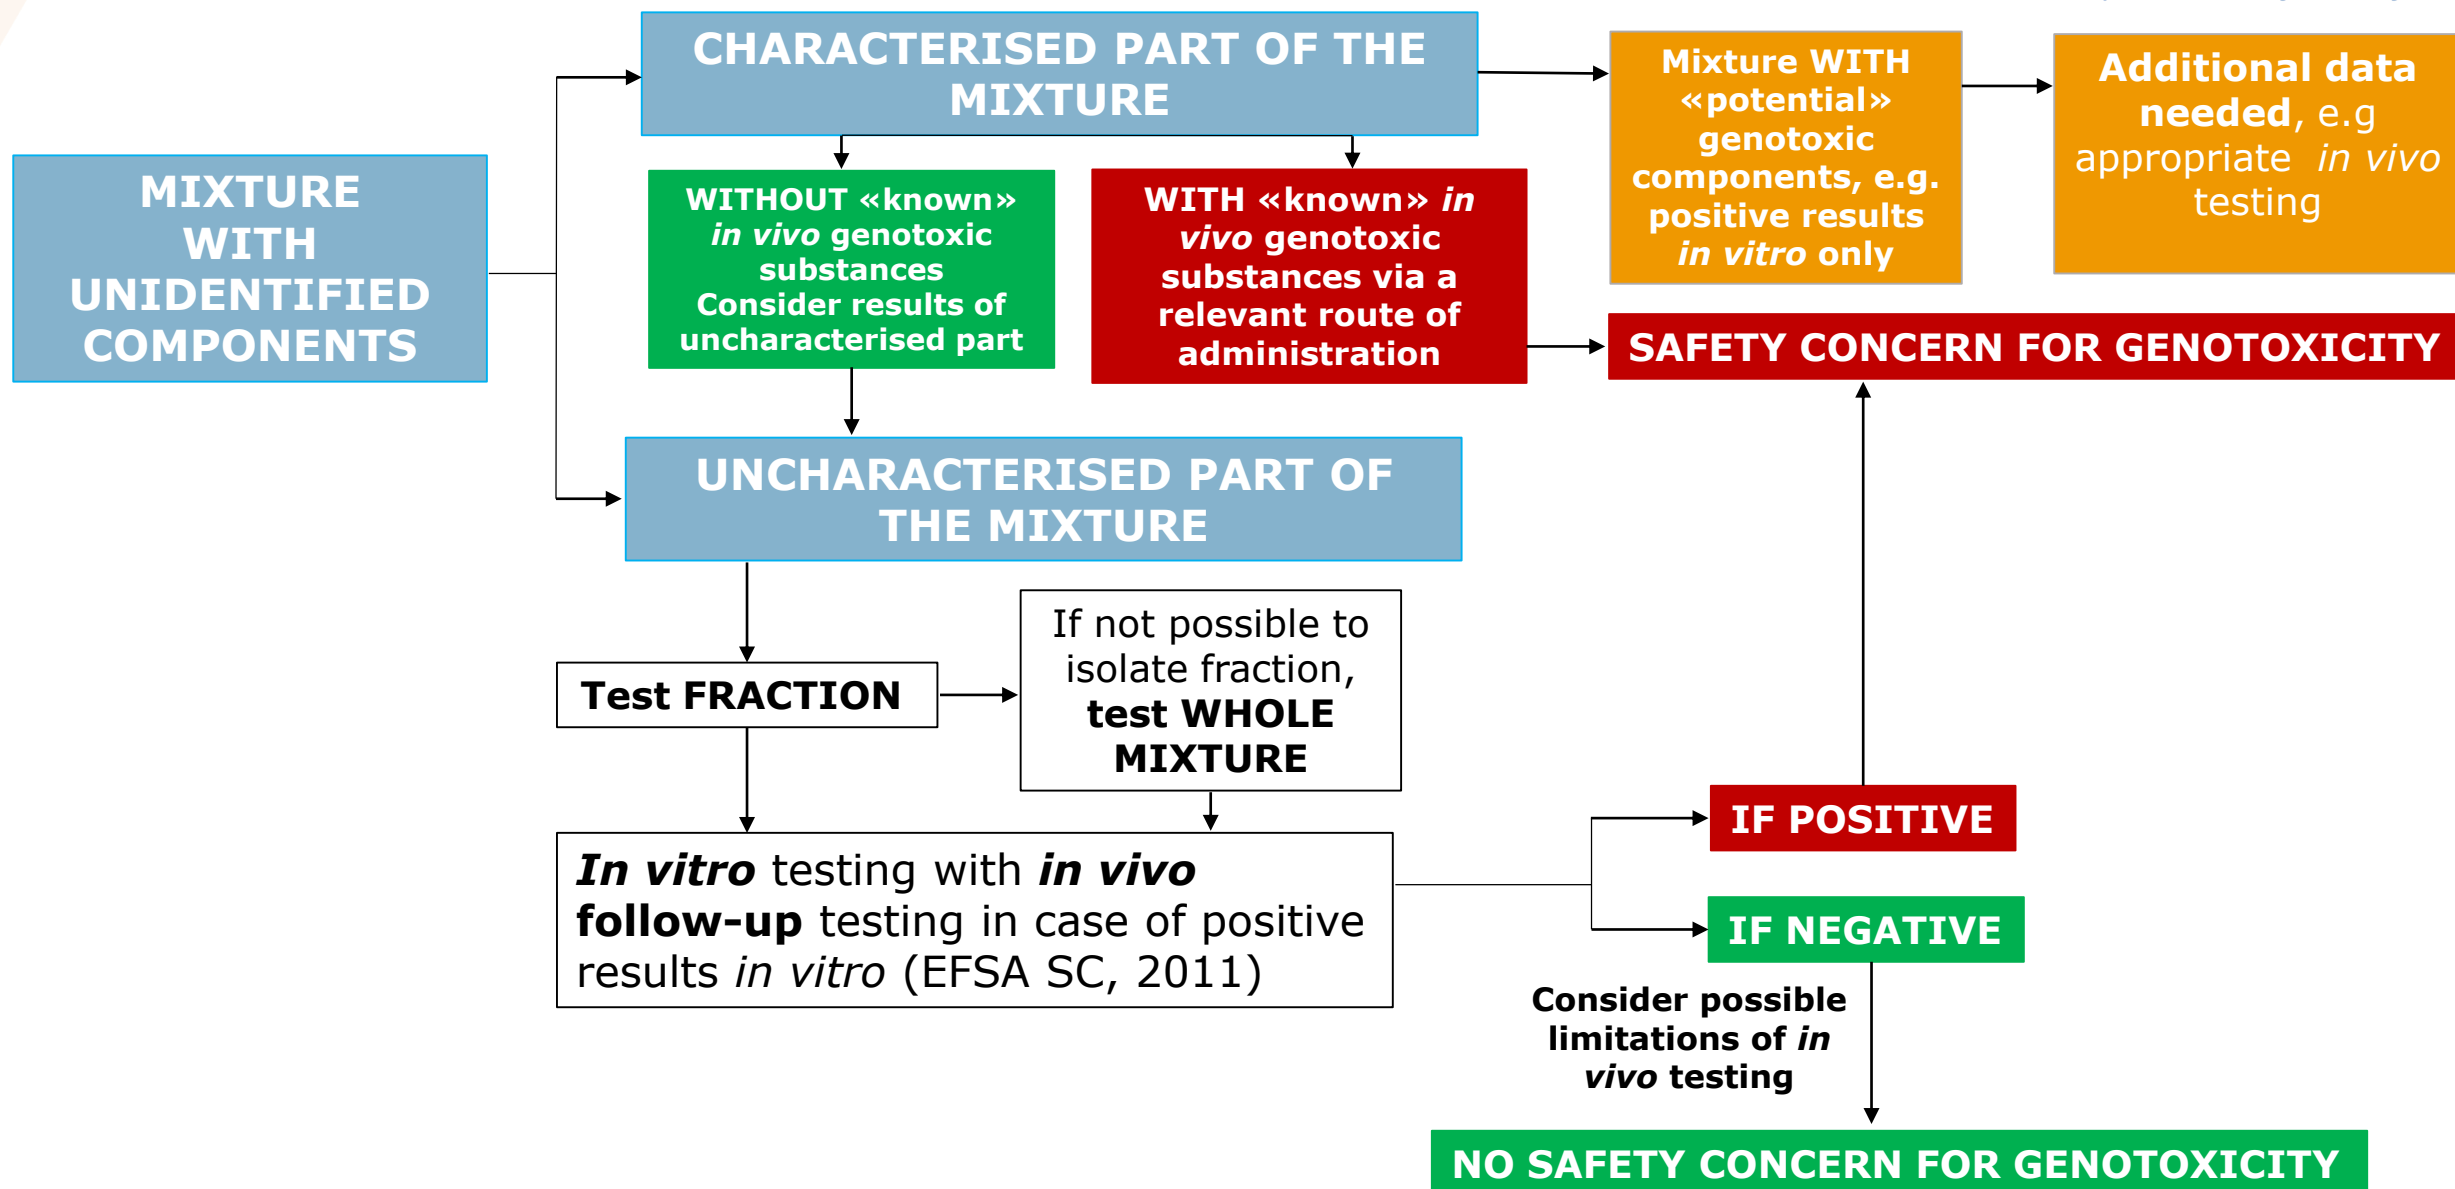 CHARACTERISED PART OF THE
MIXTURE
Mixture WITH
«potential»
genotoxic
components, e.g.
positive results
in vitro only
Additional data
needed, e.g
appropriate in vivo
testing
MIXTURE
WITH
UNIDENTIFIED
COMPONENTS
WITHOUT «known»
in vivo genotoxic
substances
Consider results of
uncharacterised part
WITH «known» in
vivo genotoxic
substances via a
relevant route of
administration
SAFETY CONCERN FOR GENOTOXICITY
UNCHARACTERISED PART OF
THE MIXTURE
Test FRACTION
If not possible to
isolate fraction,
test WHOLE
MIXTURE
In vitro testing with in vivo
follow-up testing in case of positive
results in vitro (EFSA SC, 2011)
IF POSITIVE
IF NEGATIVE
Consider possible
limitations of in
vivo testing
NO SAFETY CONCERN FOR GENOTOXICITY